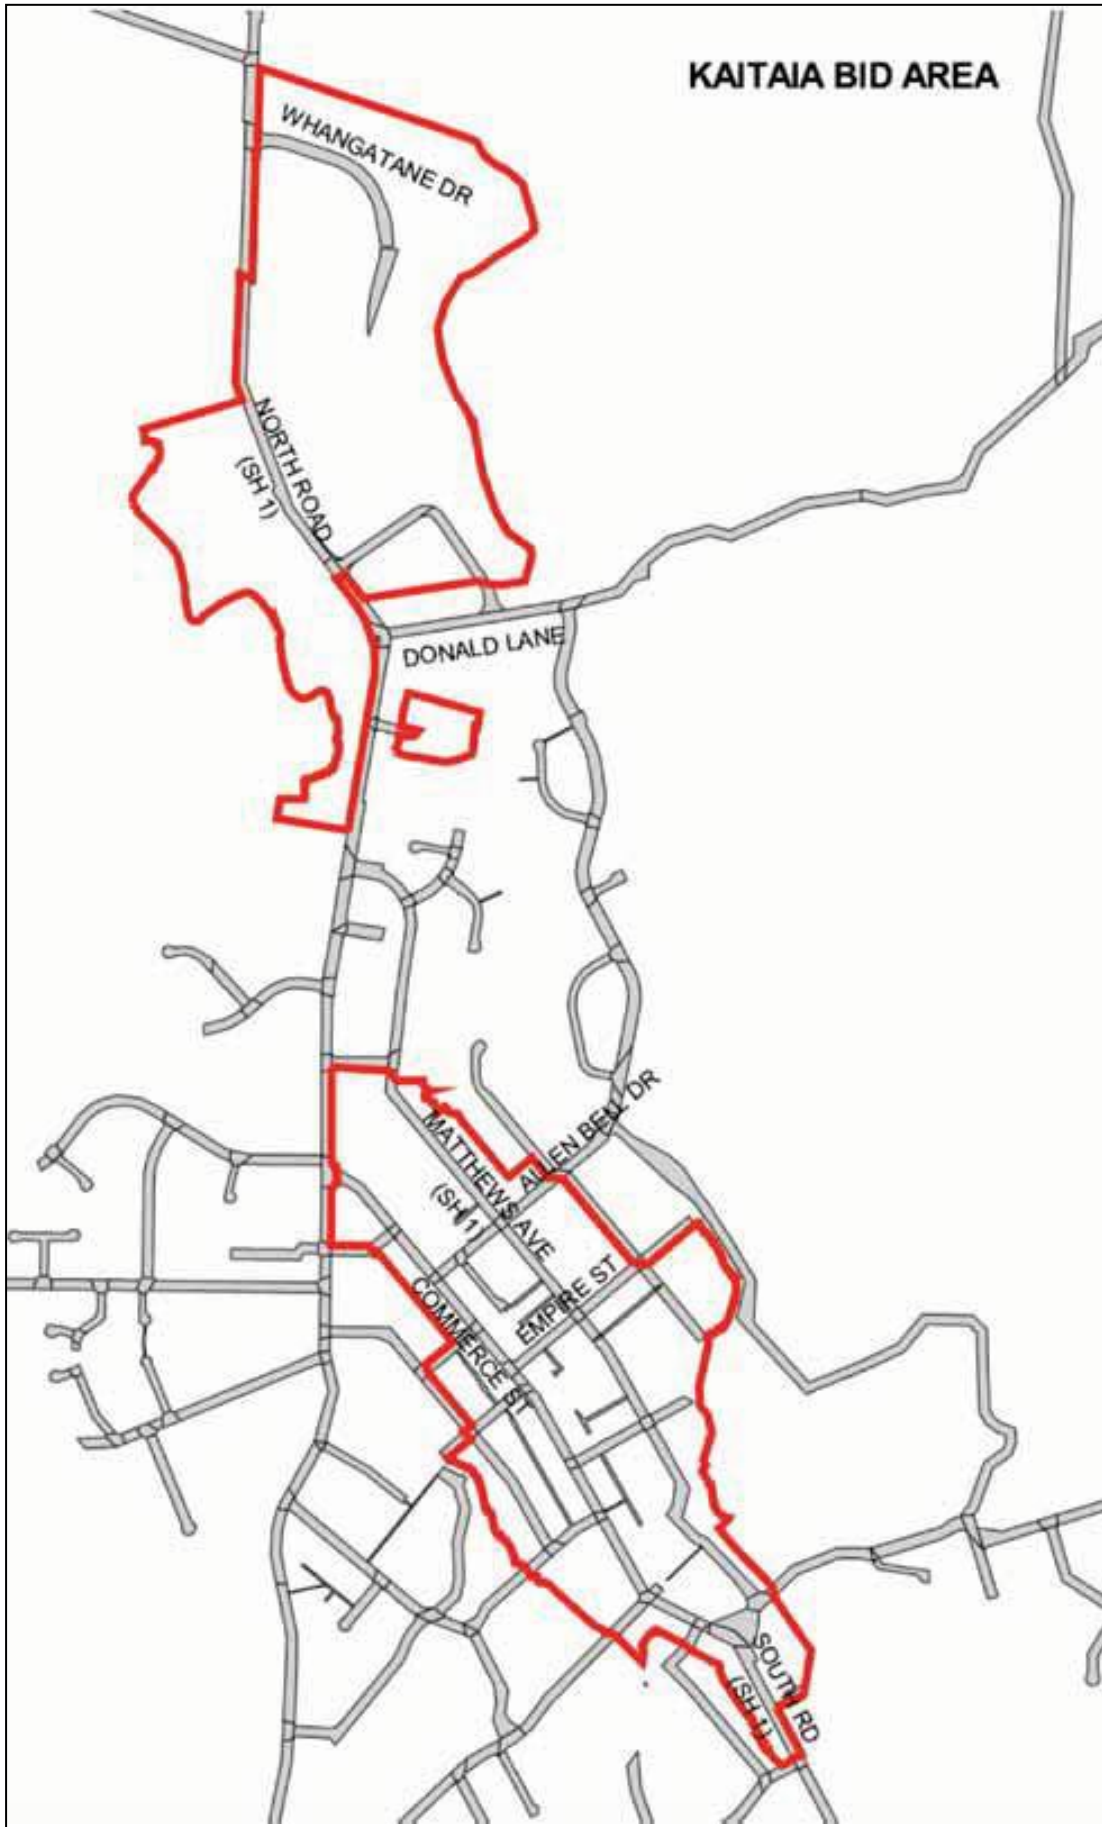 KAITAIA BID AREA
WHANGATANE DR
NORTH ROAD
(SH 1)
DONALD LANE
ALLEN BELL DR
MATTHEWS AVE
(SH 1)
EMPIRE ST
COMMERCE ST
SOUTH RD
(SH 1)